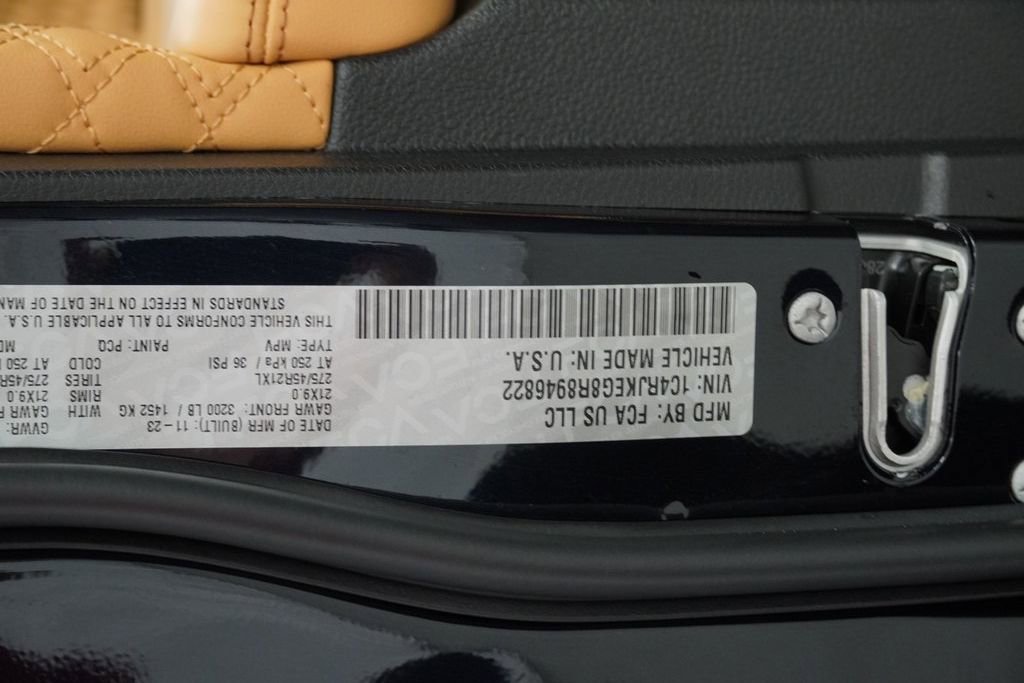 MFD BY: FCA US LLC
VIN: 1C4RJKEG8R8946822
VEHICLE MADE IN: U.S.A.
DATE OF MFR (BUILT): 11-23
GVWR:
GAWR FRONT: 3200 LB / 1452 KG WITH
GAWR R
21X9.0 RIMS 21X9.0
275/45R21XL TIRES 275/45R
AT 250 kPa / 36 PSI COLD AT 250
TYPE: MPV PAINT: PCQ
THIS VEHICLE CONFORMS TO ALL APPLICABLE U.S.A.
STANDARDS IN EFFECT ON THE DATE OF MAN